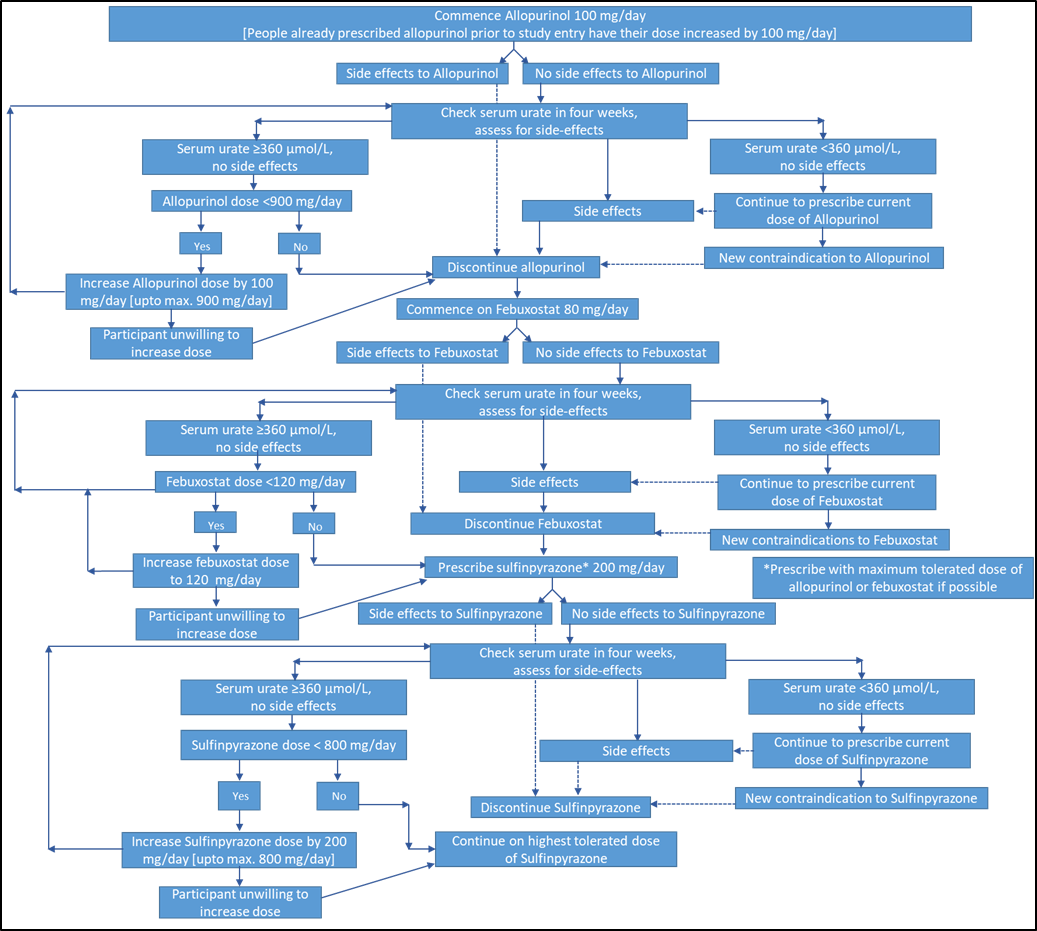 Commence Allopurinol 100 mg/day
[People already prescribed allopurinol prior to study entry have their dose increased by 100 mg/day]
Side effects to Allopurinol
No side effects to Allopurinol
Check serum urate in four weeks,
assess for side-effects
Serum urate ≥360 µmol/L,
no side effects
Serum urate <360 µmol/L,
no side effects
Allopurinol dose <900 mg/day
Side effects
Continue to prescribe current
dose of Allopurinol
Yes
No
New contraindication to Allopurinol
Discontinue allopurinol
Increase Allopurinol dose by 100
mg/day [upto max. 900 mg/day]
Commence on Febuxostat 80 mg/day
Participant unwilling to
increase dose
Side effects to Febuxostat
No side effects to Febuxostat
Check serum urate in four weeks,
assess for side-effects
Serum urate ≥360 µmol/L,
no side effects
Serum urate <360 µmol/L,
no side effects
Febuxostat dose <120 mg/day
Side effects
Continue to prescribe current
dose of Febuxostat
Yes
No
Discontinue Febuxostat
New contraindications to Febuxostat
Increase febuxostat dose
to 120 mg/day
Prescribe sulfinpyrazone* 200 mg/day
*Prescribe with maximum tolerated dose of
allopurinol or febuxostat if possible
Participant unwilling to
increase dose
Side effects to Sulfinpyrazone
No side effects to Sulfinpyrazone
Check serum urate in four weeks,
assess for side-effects
Serum urate ≥360 µmol/L,
no side effects
Serum urate <360 µmol/L,
no side effects
Sulfinpyrazone dose < 800 mg/day
Side effects
Continue to prescribe current
dose of Sulfinpyrazone
Yes
No
Discontinue Sulfinpyrazone
New contraindication to Sulfinpyrazone
Increase Sulfinpyrazone dose by 200
mg/day [upto max. 800 mg/day]
Continue on highest tolerated dose
of Sulfinpyrazone
Participant unwilling to
increase dose